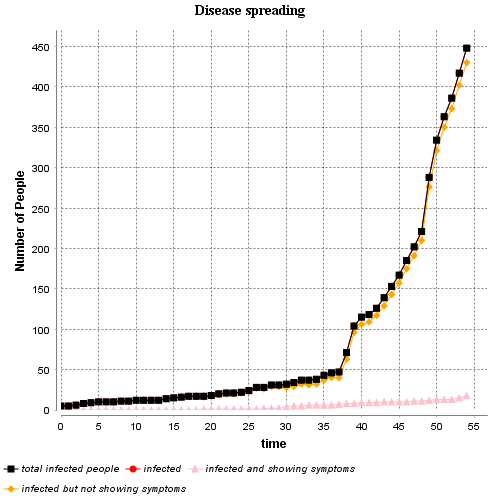 Disease spreading
450
400
350
300
250
200
150
100
50
0
Number of People
0 5 10 15 20 25 30 35 40 45 50 55
time
total infected people infected infected and showing symptoms
infected but not showing symptoms